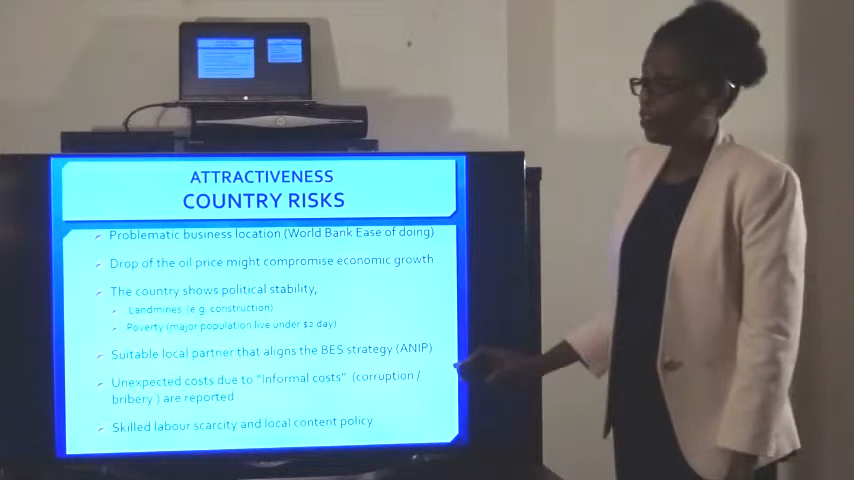 ATTRACTIVENESS
COUNTRY RISKS
Problematic business location (World Bank Ease of doing)
Drop of the oil price might compromise economic growth
The country shows political stability,
Landmines (e.g. construction)
Poverty (major population live under $2 day)
Suitable local partner that aligns the BES strategy (ANIP)
Unexpected costs due to "Informal costs" (corruption /
bribery ) are reported
Skilled labour scarcity and local content policy